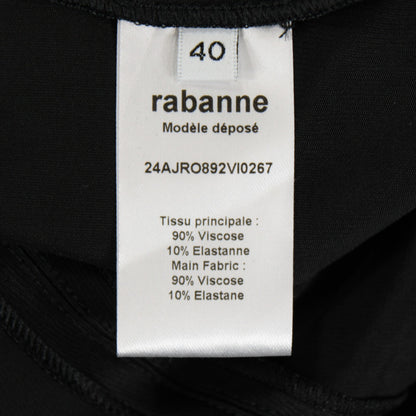 40
rabanne
Modèle déposé
24AJRO892VI0267
Tissu principale :
90% Viscose
10% Elastanne
Main Fabric :
90% Viscose
10% Elastane